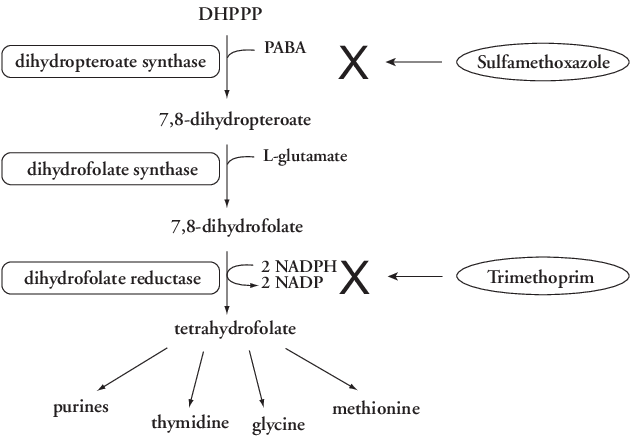 DHPPP
dihydropteroate synthase
PABA
X
Sulfamethoxazole
7,8-dihydropteroate
dihydrofolate synthase
L-glutamate
7,8-dihydrofolate
dihydrofolate reductase
2 NADPH
2 NADP
X
Trimethoprim
tetrahydrofolate
purines
thymidine
glycine
methionine